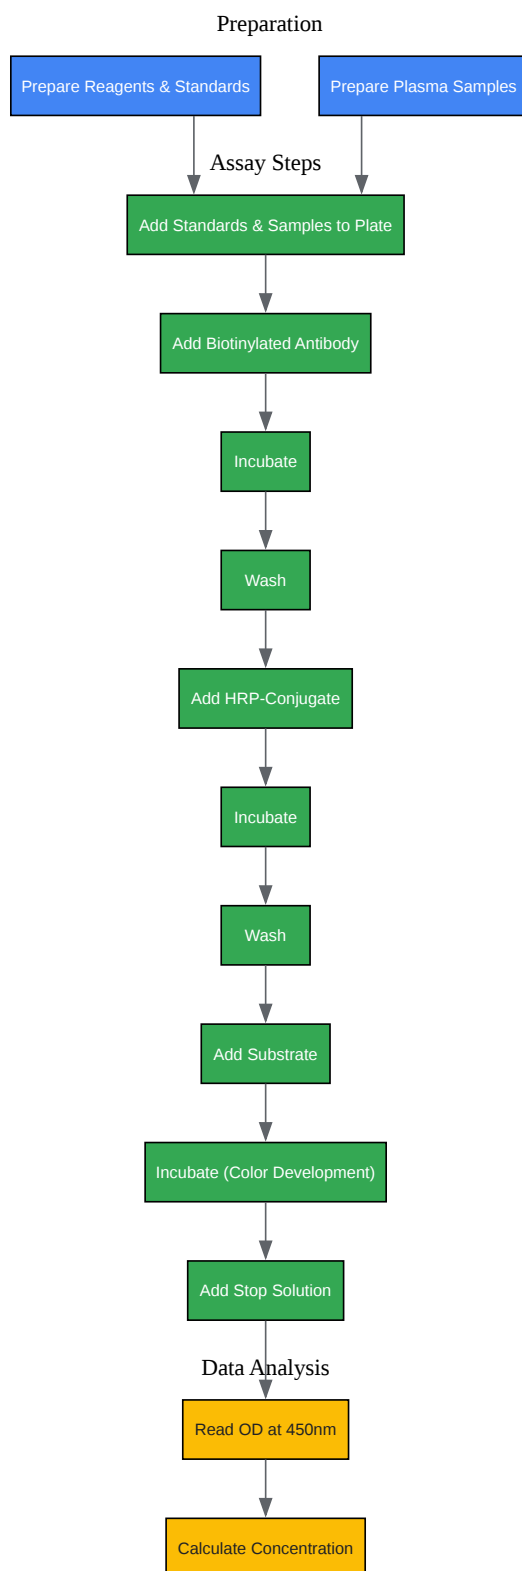 Preparation
Prepare Reagents & Standards
Prepare Plasma Samples
Assay Steps
Add Standards & Samples to Plate
Add Biotinylated Antibody
Incubate
Wash
Add HRP-Conjugate
Incubate
Wash
Add Substrate
Incubate (Color Development)
Add Stop Solution
Data Analysis
Read OD at 450nm
Calculate Concentration